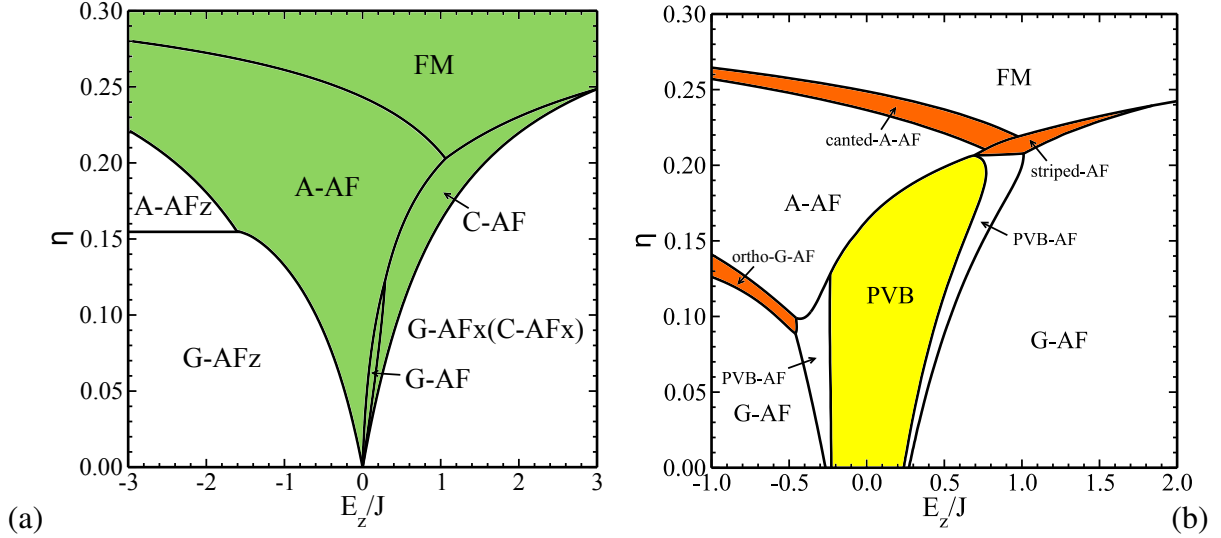 0.30
0.25
0.20
0.15
0.10
0.05
0.00
η
FM
A-AF
A-AFz
C-AF
G-AFx(C-AFx)
G-AFz
G-AF
-3 -2 -1 0 1 2 3
E_z/J
(a)
0.30
0.25
0.20
0.15
0.10
0.05
0.00
η
FM
canted-A-AF
striped-AF
A-AF
PVB-AF
ortho-G-AF
PVB
G-AF
PVB-AF
G-AF
-1.0 -0.5 0.0 0.5 1.0 1.5 2.0
E_z/J
(b)